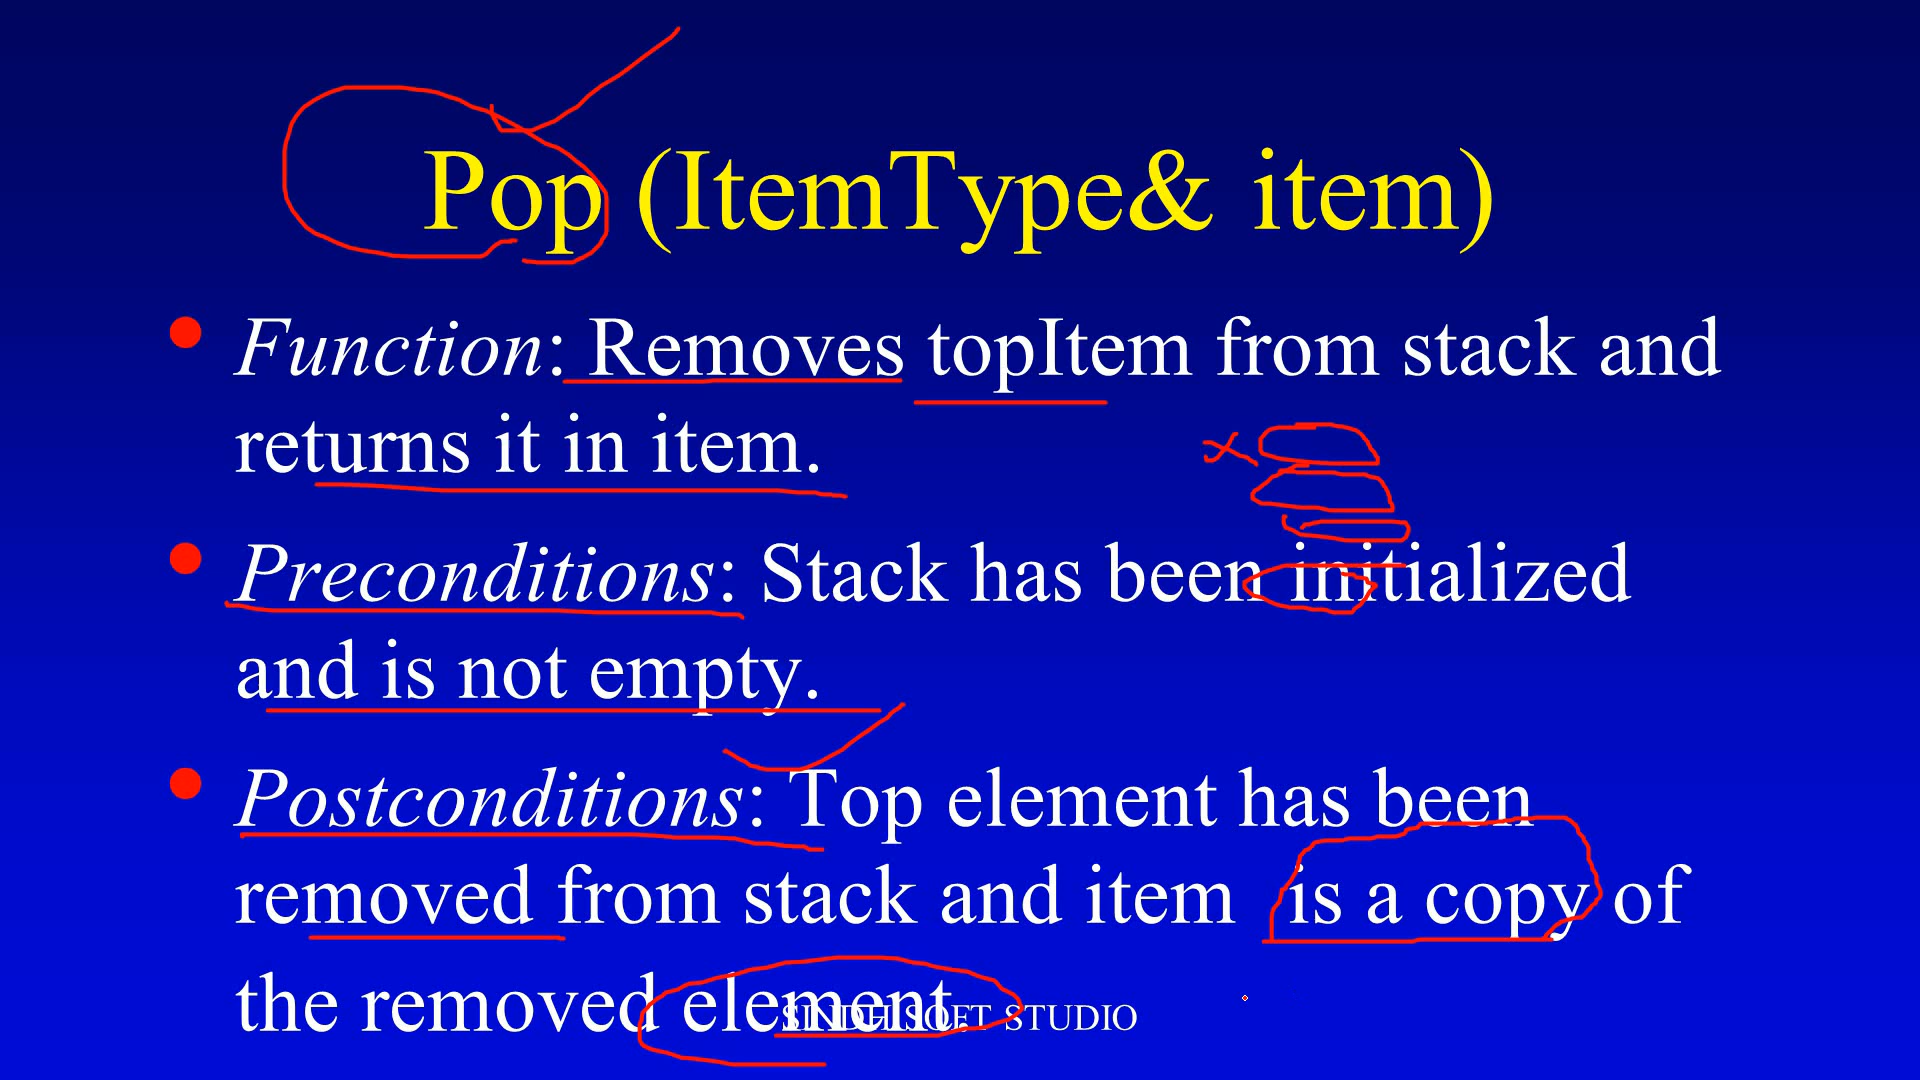 Pop (ItemType& item)
• Function: Removes topItem from stack and
returns it in item.
• Preconditions: Stack has been initialized
and is not empty.
• Postconditions: Top element has been
removed from stack and item is a copy of
the removed element.
SINDH SOFT STUDIO